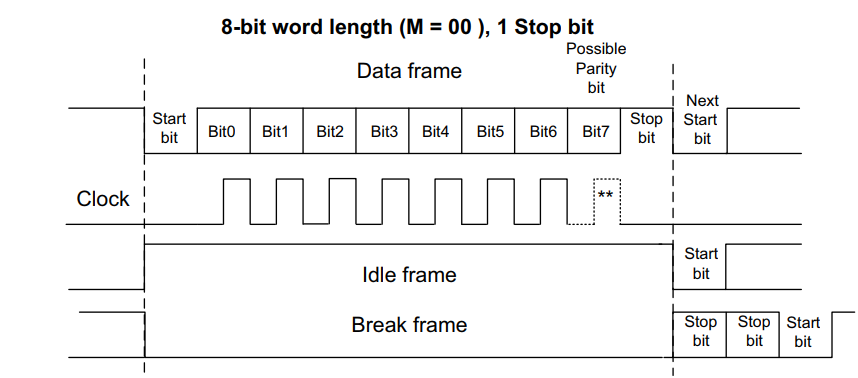 8-bit word length (M = 00 ), 1 Stop bit
Possible
Parity
bit
Data frame
Next
Start
bit
Start
bit
Bit0
Bit1
Bit2
Bit3
Bit4
Bit5
Bit6
Bit7
Stop
bit
Clock
**
Idle frame
Start
bit
Break frame
Stop
bit
Stop
bit
Start
bit